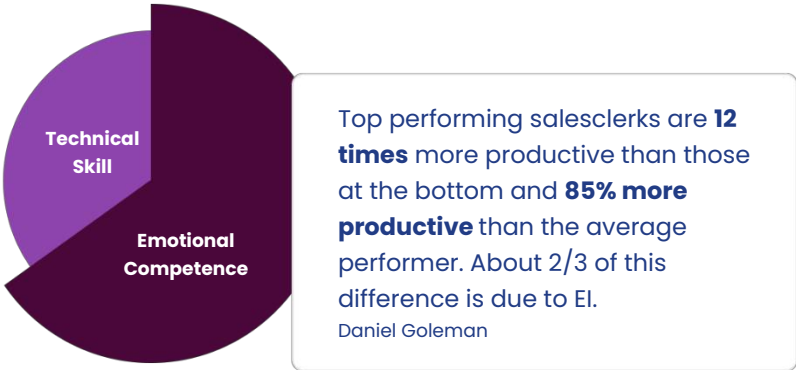 Technical
Skill
Emotional
Competence
Top performing salesclerks are 12
times more productive than those
at the bottom and 85% more
productive than the average
performer. About 2/3 of this
difference is due to EI.
Daniel Goleman